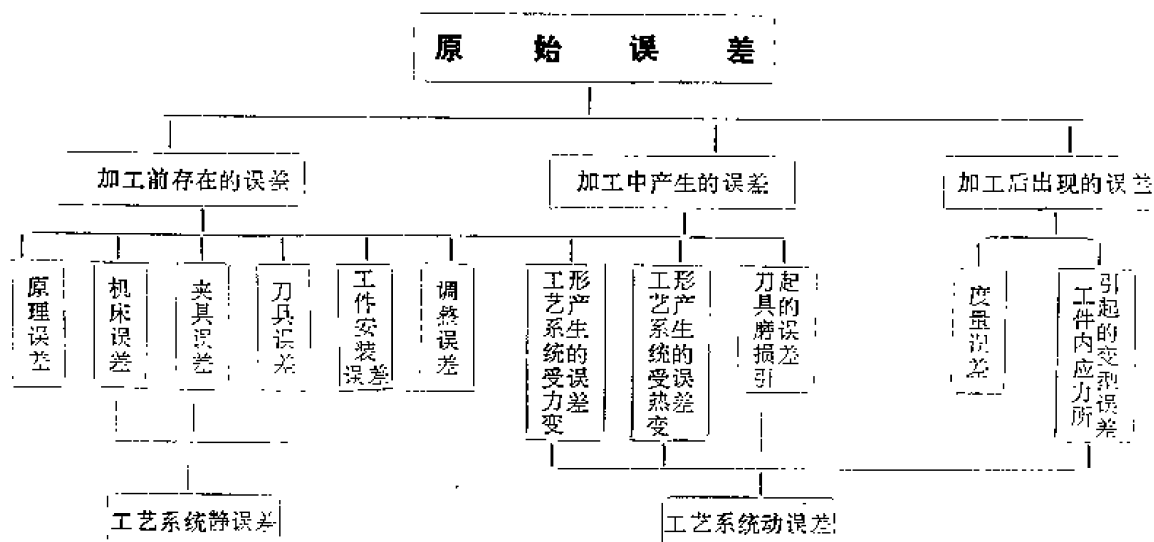 原始误差
加工前存在的误差
加工中产生的误差
加工后出现的误差
原理误差
机床误差
夹具误差
刀具误差
工件安装误差
调整误差
工艺系统受力变
形产生的误差
工艺系统受热变
形产生的误差
刀具磨损引
起的误差
度量误差
工件内应力所
引起的变型误差
工艺系统静误差
工艺系统动误差